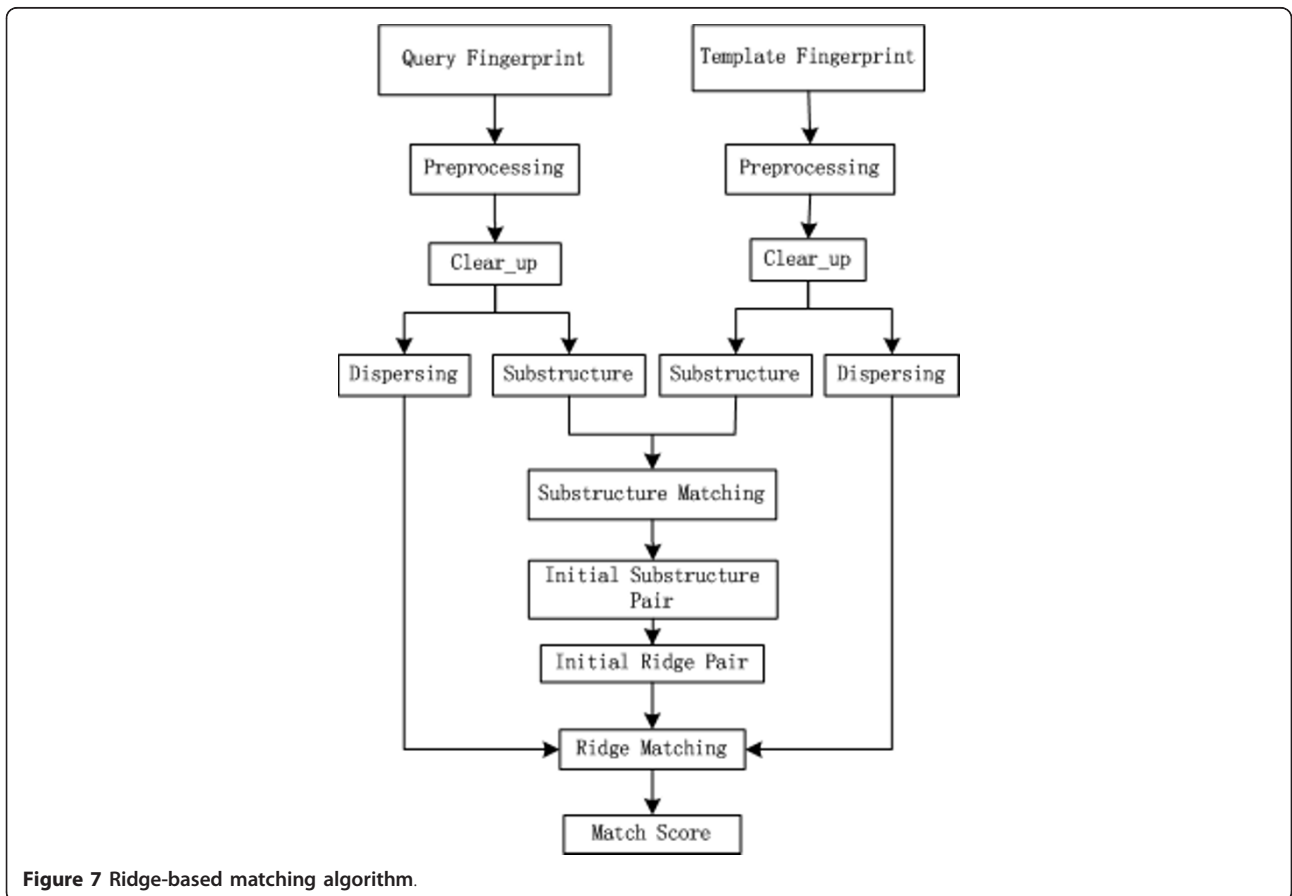 Query Fingerprint
Template Fingerprint
Preprocessing
Preprocessing
Clear_up
Clear_up
Dispersing
Substructure
Substructure
Dispersing
Substructure Matching
Initial Substructure
Pair
Initial Ridge Pair
Ridge Matching
Match Score
Figure 7 Ridge-based matching algorithm.